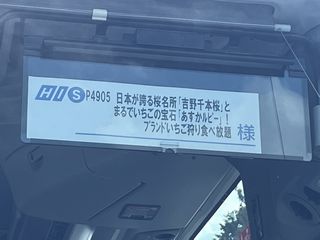 HIS P4905 日本が誇る桜名所「吉野千本桜」と
まるでいちごの宝石「あすかルビー」!
ブランドいちご狩り食べ放題 様